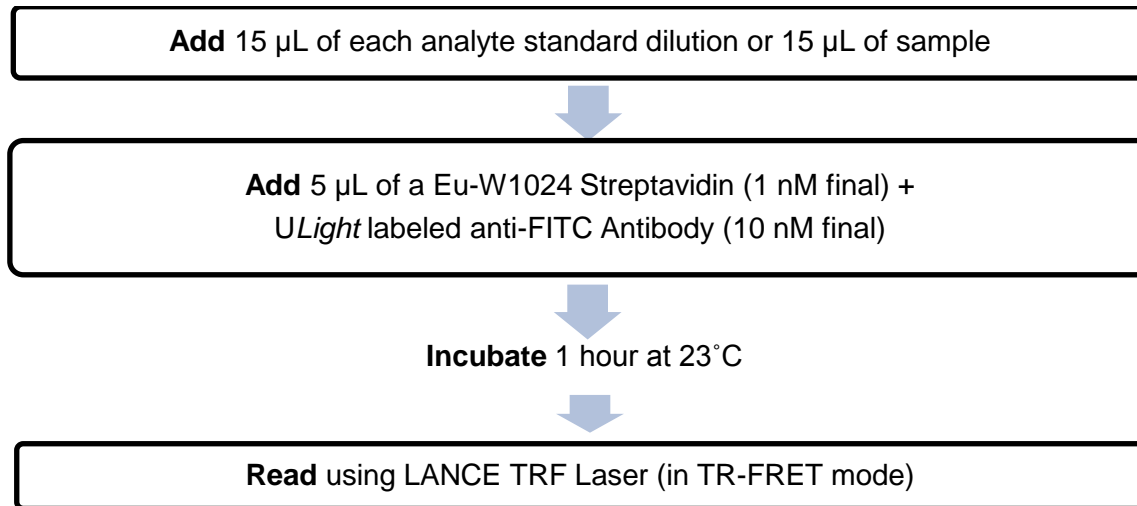 Add 15 µL of each analyte standard dilution or 15 µL of sample
Add 5 µL of a Eu-W1024 Streptavidin (1 nM final) +
ULight labeled anti-FITC Antibody (10 nM final)
Incubate 1 hour at 23˚C
Read using LANCE TRF Laser (in TR-FRET mode)